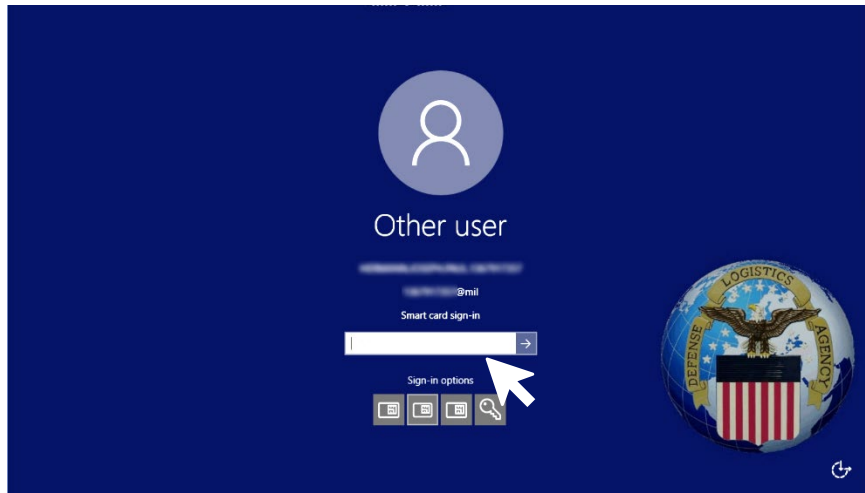 Other user
@mil
Smart card sign-in
Sign-in options
DEFENSE LOGISTICS AGENCY